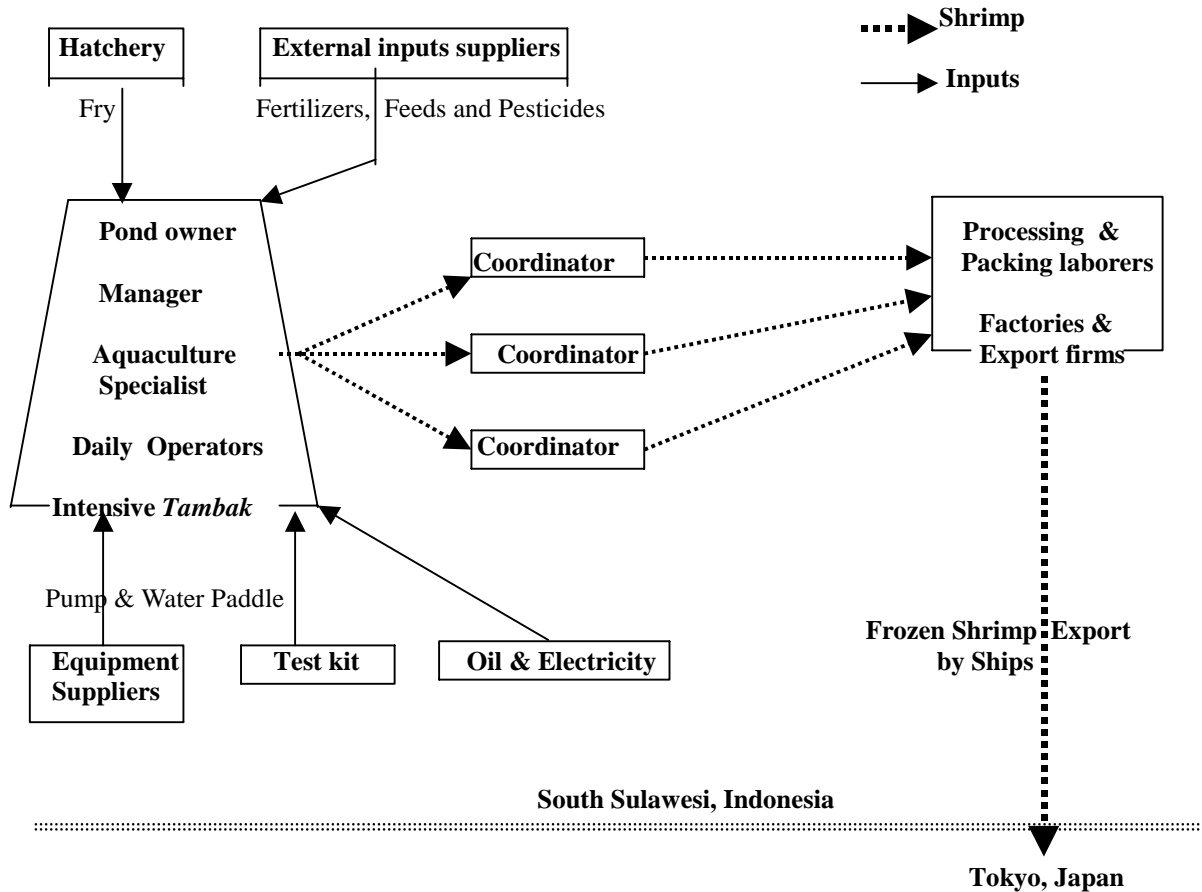 Hatchery
External inputs suppliers
Shrimp
Inputs
Fry
Fertilizers, Feeds and Pesticides
Pond owner
Manager
Aquaculture
Specialist
Daily Operators
Intensive Tambak
Coordinator
Coordinator
Coordinator
Processing &
Packing laborers
Factories &
Export firms
Pump & Water Paddle
Equipment
Suppliers
Test kit
Oil & Electricity
Frozen Shrimp Export
by Ships
South Sulawesi, Indonesia
Tokyo, Japan